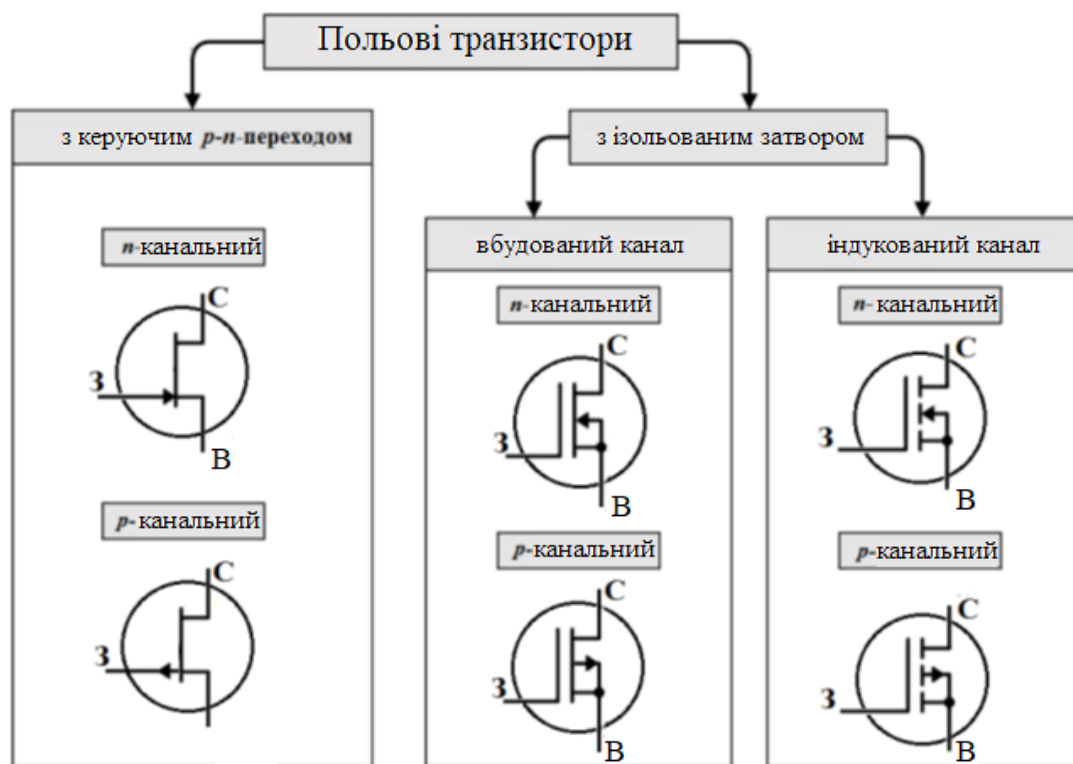 Польові транзистори
з керуючим p-n-переходом
n-канальний
С
З
В
p-канальний
С
З
з ізольованим затвором
вбудований канал
n-канальний
С
З
В
p-канальний
С
З
В
індукований канал
n-канальний
С
З
В
p-канальний
С
З
В